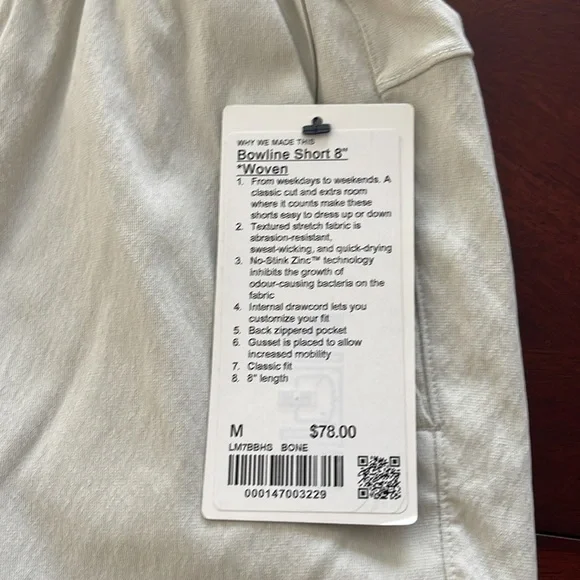 WHY WE MADE THIS
Bowline Short 8"
*Woven
1. From weekdays to weekends. A
classic cut and extra room
where it counts make these
shorts easy to dress up or down
2. Textured stretch fabric is
abrasion-resistant,
sweat-wicking, and quick-drying
3. No-Stink Zinc™ technology
inhibits the growth of
odour-causing bacteria on the
fabric
4. Internal drawcord lets you
customize your fit
5. Back zippered pocket
6. Gusset is placed to allow
increased mobility
7. Classic fit
8. 8" length
M $78.00
LM7BBHS BONE
000147003229